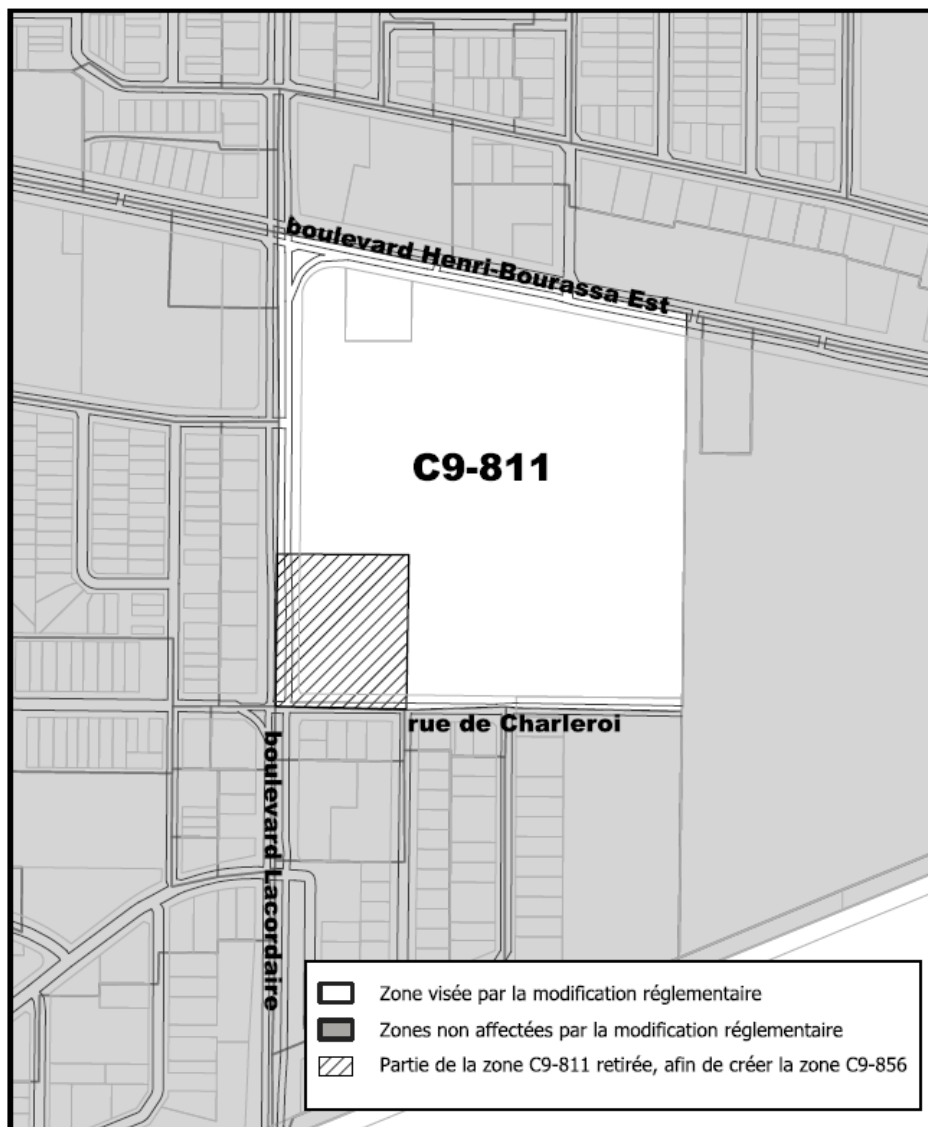 boulevard Henri-Bourassa Est
C9-811
rue de Charleroi
boulevard Lacordaire
Zone visée par la modification réglementaire
Zones non affectées par la modification réglementaire
Partie de la zone C9-811 retirée, afin de créer la zone C9-856